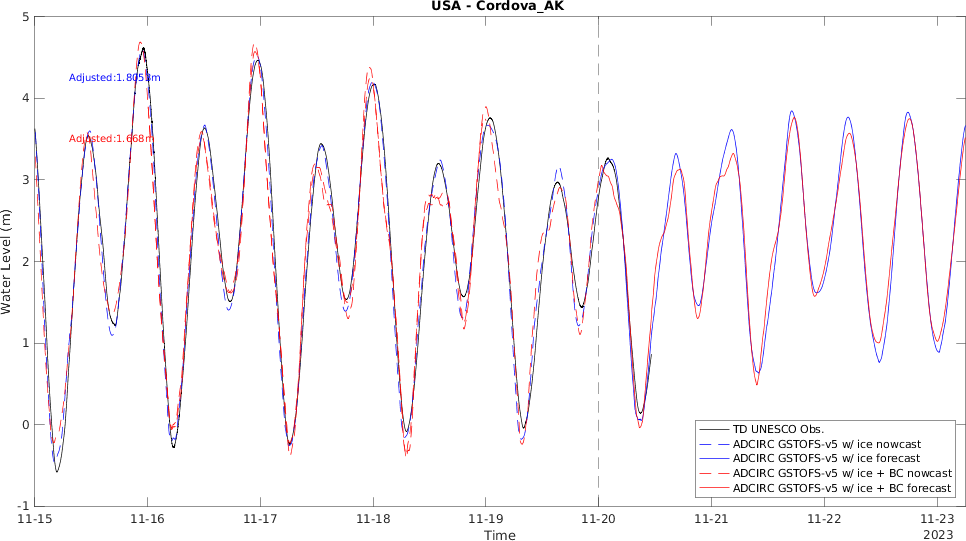 USA - Cordova_AK
5
4
3
2
1
0
-1
Water Level (m)
Adjusted:1.8053m
Adjusted:1.668m
TD UNESCO Obs.
ADCIRC GSTOFS-v5 w/ ice nowcast
ADCIRC GSTOFS-v5 w/ ice forecast
ADCIRC GSTOFS-v5 w/ ice + BC nowcast
ADCIRC GSTOFS-v5 w/ ice + BC forecast
11-15 11-16 11-17 11-18 11-19 11-20 11-21 11-22 11-23
Time
2023